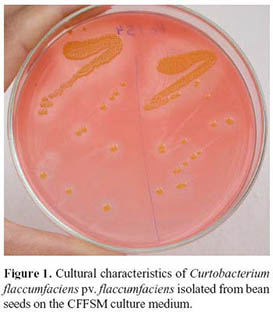 Figure 1. Cultural characteristics of Curtobacterium
flaccumfaciens pv. flaccumfaciens isolated from bean
seeds on the CFFSM culture medium.